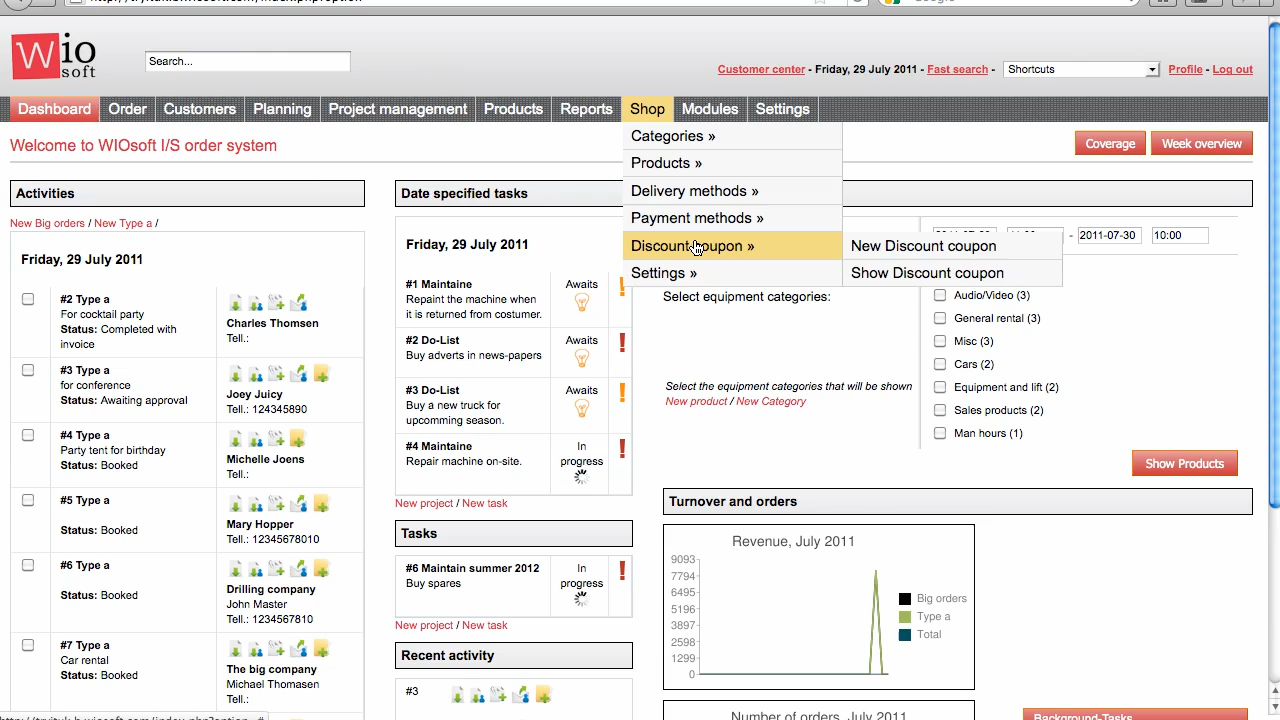 Wio soft
Search...
Customer center - Friday, 29 July 2011 - Fast search -
Shortcuts
Profile - Log out
Dashboard Order Customers Planning Project management Products Reports Shop Modules Settings
Welcome to WIOsoft I/S order system
Categories »
Products »
Delivery methods »
Payment methods »
Discount coupon »
Settings »
New Discount coupon
Show Discount coupon
Coverage
Week overview
Activities
New Big orders / New Type a /
Friday, 29 July 2011
#2 Type a
For cocktail party
Status: Completed with
invoice
Charles Thomsen
Tell.:
#3 Type a
for conference
Status: Awaiting approval
Joey Juicy
Tell.: 124345890
#4 Type a
Party tent for birthday
Status: Booked
Michelle Joens
Tell.:
#5 Type a
Status: Booked
Mary Hopper
Tell.: 12345678010
#6 Type a
Status: Booked
Drilling company
John Master
Tell.: 1234567810
#7 Type a
Car rental
Status: Booked
The big company
Michael Thomasen
Tell.:
Date specified tasks
Friday, 29 July 2011
#1 Maintaine
Repaint the machine when
it is returned from costumer.
Awaits
#2 Do-List
Buy adverts in news-papers
Awaits
#3 Do-List
Buy a new truck for
upcomming season.
Awaits
#4 Maintaine
Repair machine on-site.
In
progress
New project / New task
Tasks
#6 Maintain summer 2012
Buy spares
In
progress
New project / New task
Recent activity
#3
- 2011-07-30 10:00
Select equipment categories:
Select the equipment categories that will be shown
New product / New Category
Audio/Video (3)
General rental (3)
Misc (3)
Cars (2)
Equipment and lift (2)
Sales products (2)
Man hours (1)
Show Products
Turnover and orders
Revenue, July 2011
9093
7794
6495
5196
3897
2598
1299
0
Big orders
Type a
Total
Number of orders, July 2011
Background-Tasks